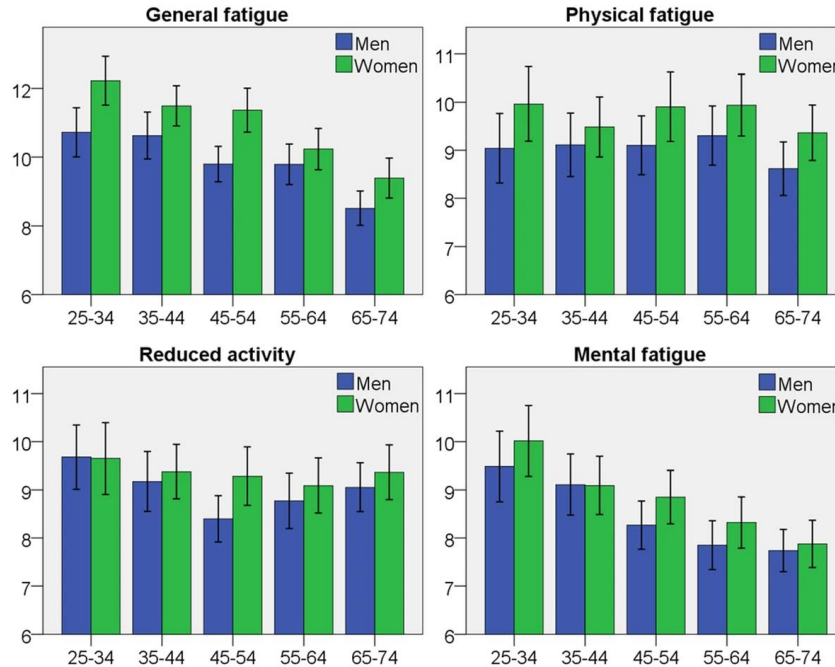 General fatigue
Men
Women
12
10
8
6
25-34 35-44 45-54 55-64 65-74
Physical fatigue
Men
Women
11
10
9
8
7
6
25-34 35-44 45-54 55-64 65-74
Reduced activity
Men
Women
11
10
9
8
7
6
25-34 35-44 45-54 55-64 65-74
Mental fatigue
Men
Women
11
10
9
8
7
6
25-34 35-44 45-54 55-64 65-74